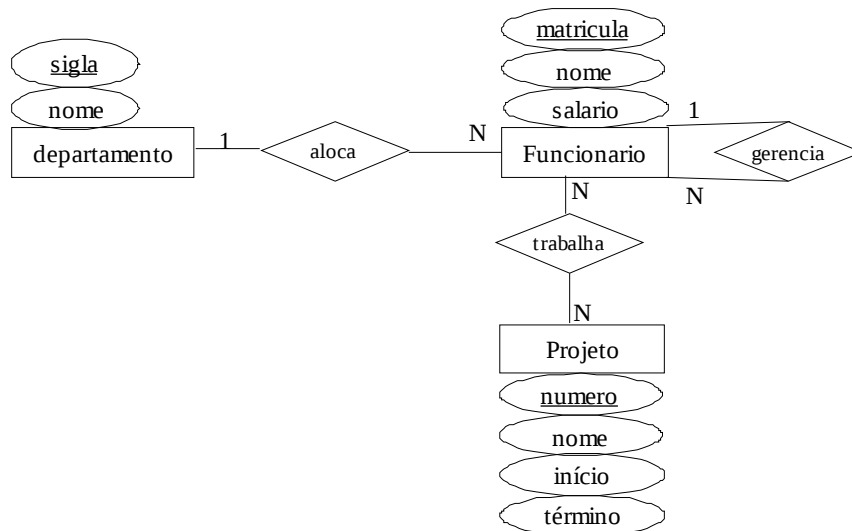 sigla
nome
departamento
1
aloca
N
matricula
nome
salario
Funcionario
1
gerencia
N
N
trabalha
N
Projeto
numero
nome
início
término